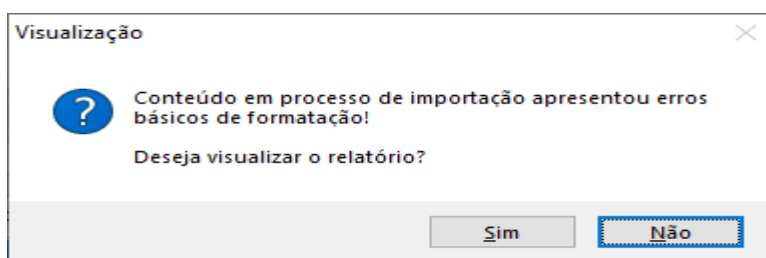 Visualização
Conteúdo em processo de importação apresentou erros
básicos de formatação!
Deseja visualizar o relatório?
Sim
Não